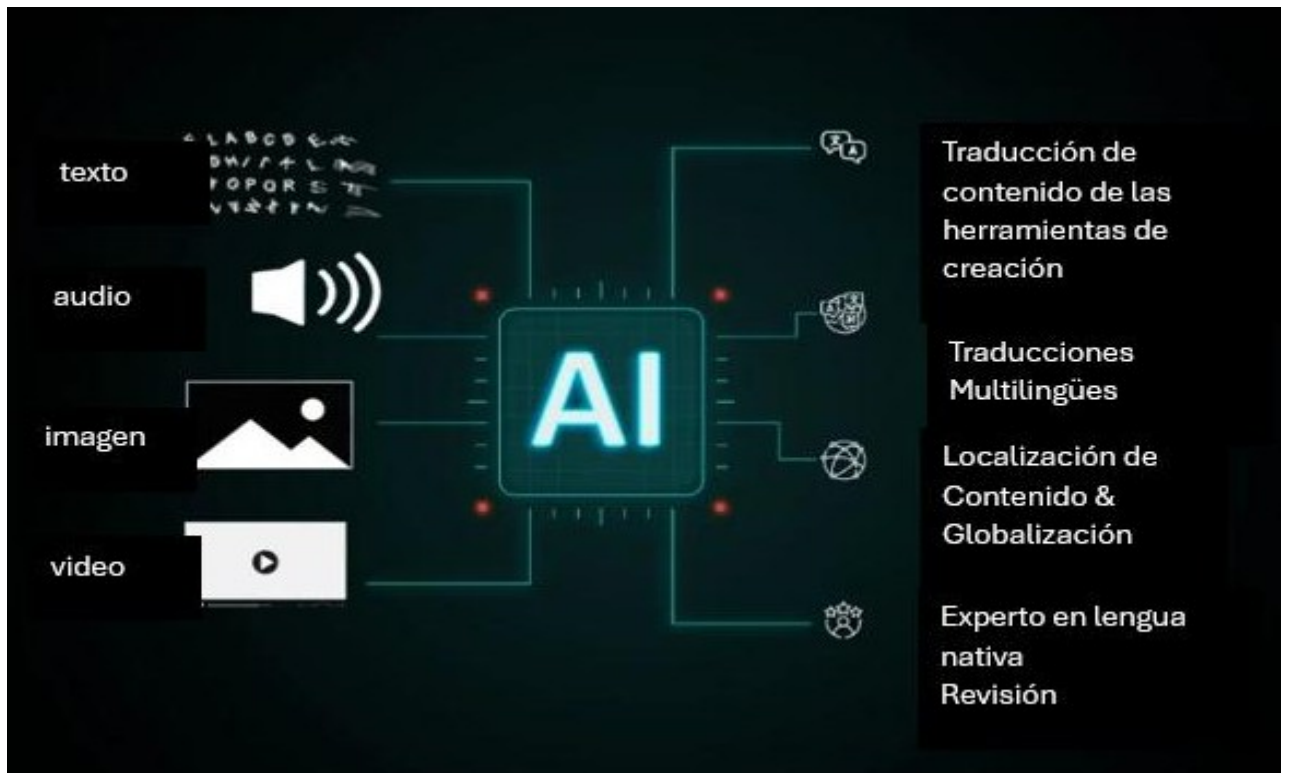 texto
audio
imagen
video
AI
Traducción de
contenido de las
herramientas de
creación
Traducciones
Multilingües
Localización de
Contenido &
Globalización
Experto en lengua
nativa
Revisión